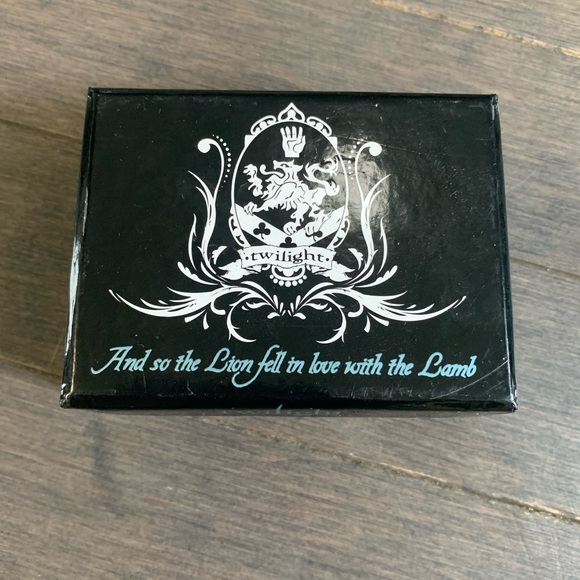 ·twilight·
And so the Lion fell in love with the Lamb